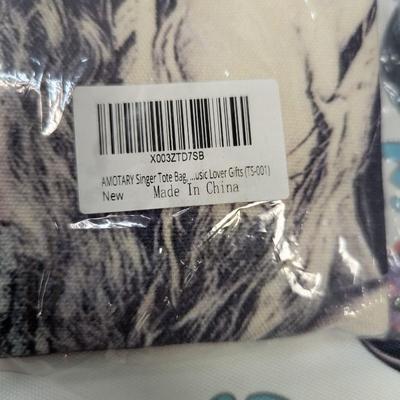 X003ZTD7SB
AMOTARY Singer Tote Bag, ...usic Lover Gifts (TS-001)
New Made In China